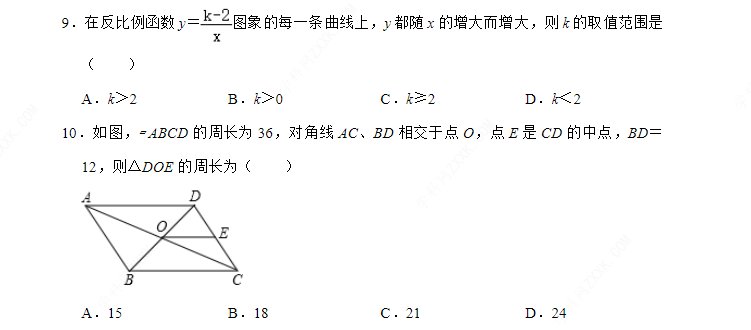 9．在反比例函数 y＝k−2/x 图象的每一条曲线上，y 都随 x 的增大而增大，则 k 的取值范围是
（　　）
A．k＞2　B．k＞0　C．k≥2　D．k＜2
10．如图，▱ABCD 的周长为 36，对角线 AC、BD 相交于点 O，点 E 是 CD 的中点，BD＝
12，则△DOE 的周长为（　　）
A　D
O　E
B　C
A．15　B．18　C．21　D．24